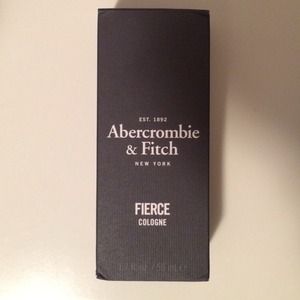 EST. 1892
Abercrombie
& Fitch
NEW YORK
FIERCE
COLOGNE